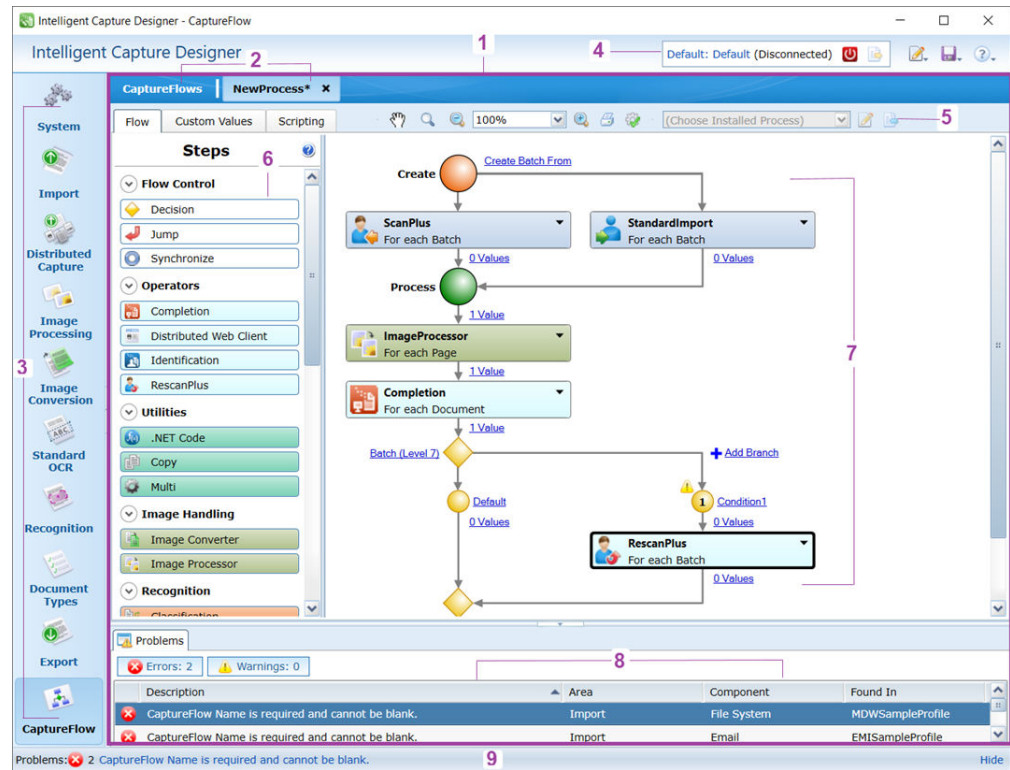 Intelligent Capture Designer - CaptureFlow
Intelligent Capture Designer
1
2
4
Default: Default (Disconnected)
CaptureFlows
NewProcess*
Flow
Custom Values
Scripting
100%
(Choose Installed Process)
5
System
Import
Distributed
Capture
Image
Processing
3
Image
Conversion
ABC
Standard
OCR
Recognition
Document
Types
Export
CaptureFlow
Steps
6
Flow Control
Decision
Jump
Synchronize
Operators
Completion
Distributed Web Client
Identification
RescanPlus
Utilities
.NET Code
Copy
Multi
Image Handling
Image Converter
Image Processor
Recognition
Classification
Create
Create Batch From
ScanPlus
For each Batch
StandardImport
For each Batch
0 Values
0 Values
Process
1 Value
ImageProcessor
For each Page
7
1 Value
Completion
For each Document
1 Value
Batch (Level 7)
Add Branch
Default
1
Condition1
0 Values
0 Values
RescanPlus
For each Batch
0 Values
Problems
Errors: 2
Warnings: 0
8
Description
Area
Component
Found In
CaptureFlow Name is required and cannot be blank.
Import
File System
MDWSampleProfile
CaptureFlow Name is required and cannot be blank.
Import
Email
EMISampleProfile
Problems: 2 CaptureFlow Name is required and cannot be blank.
9
Hide